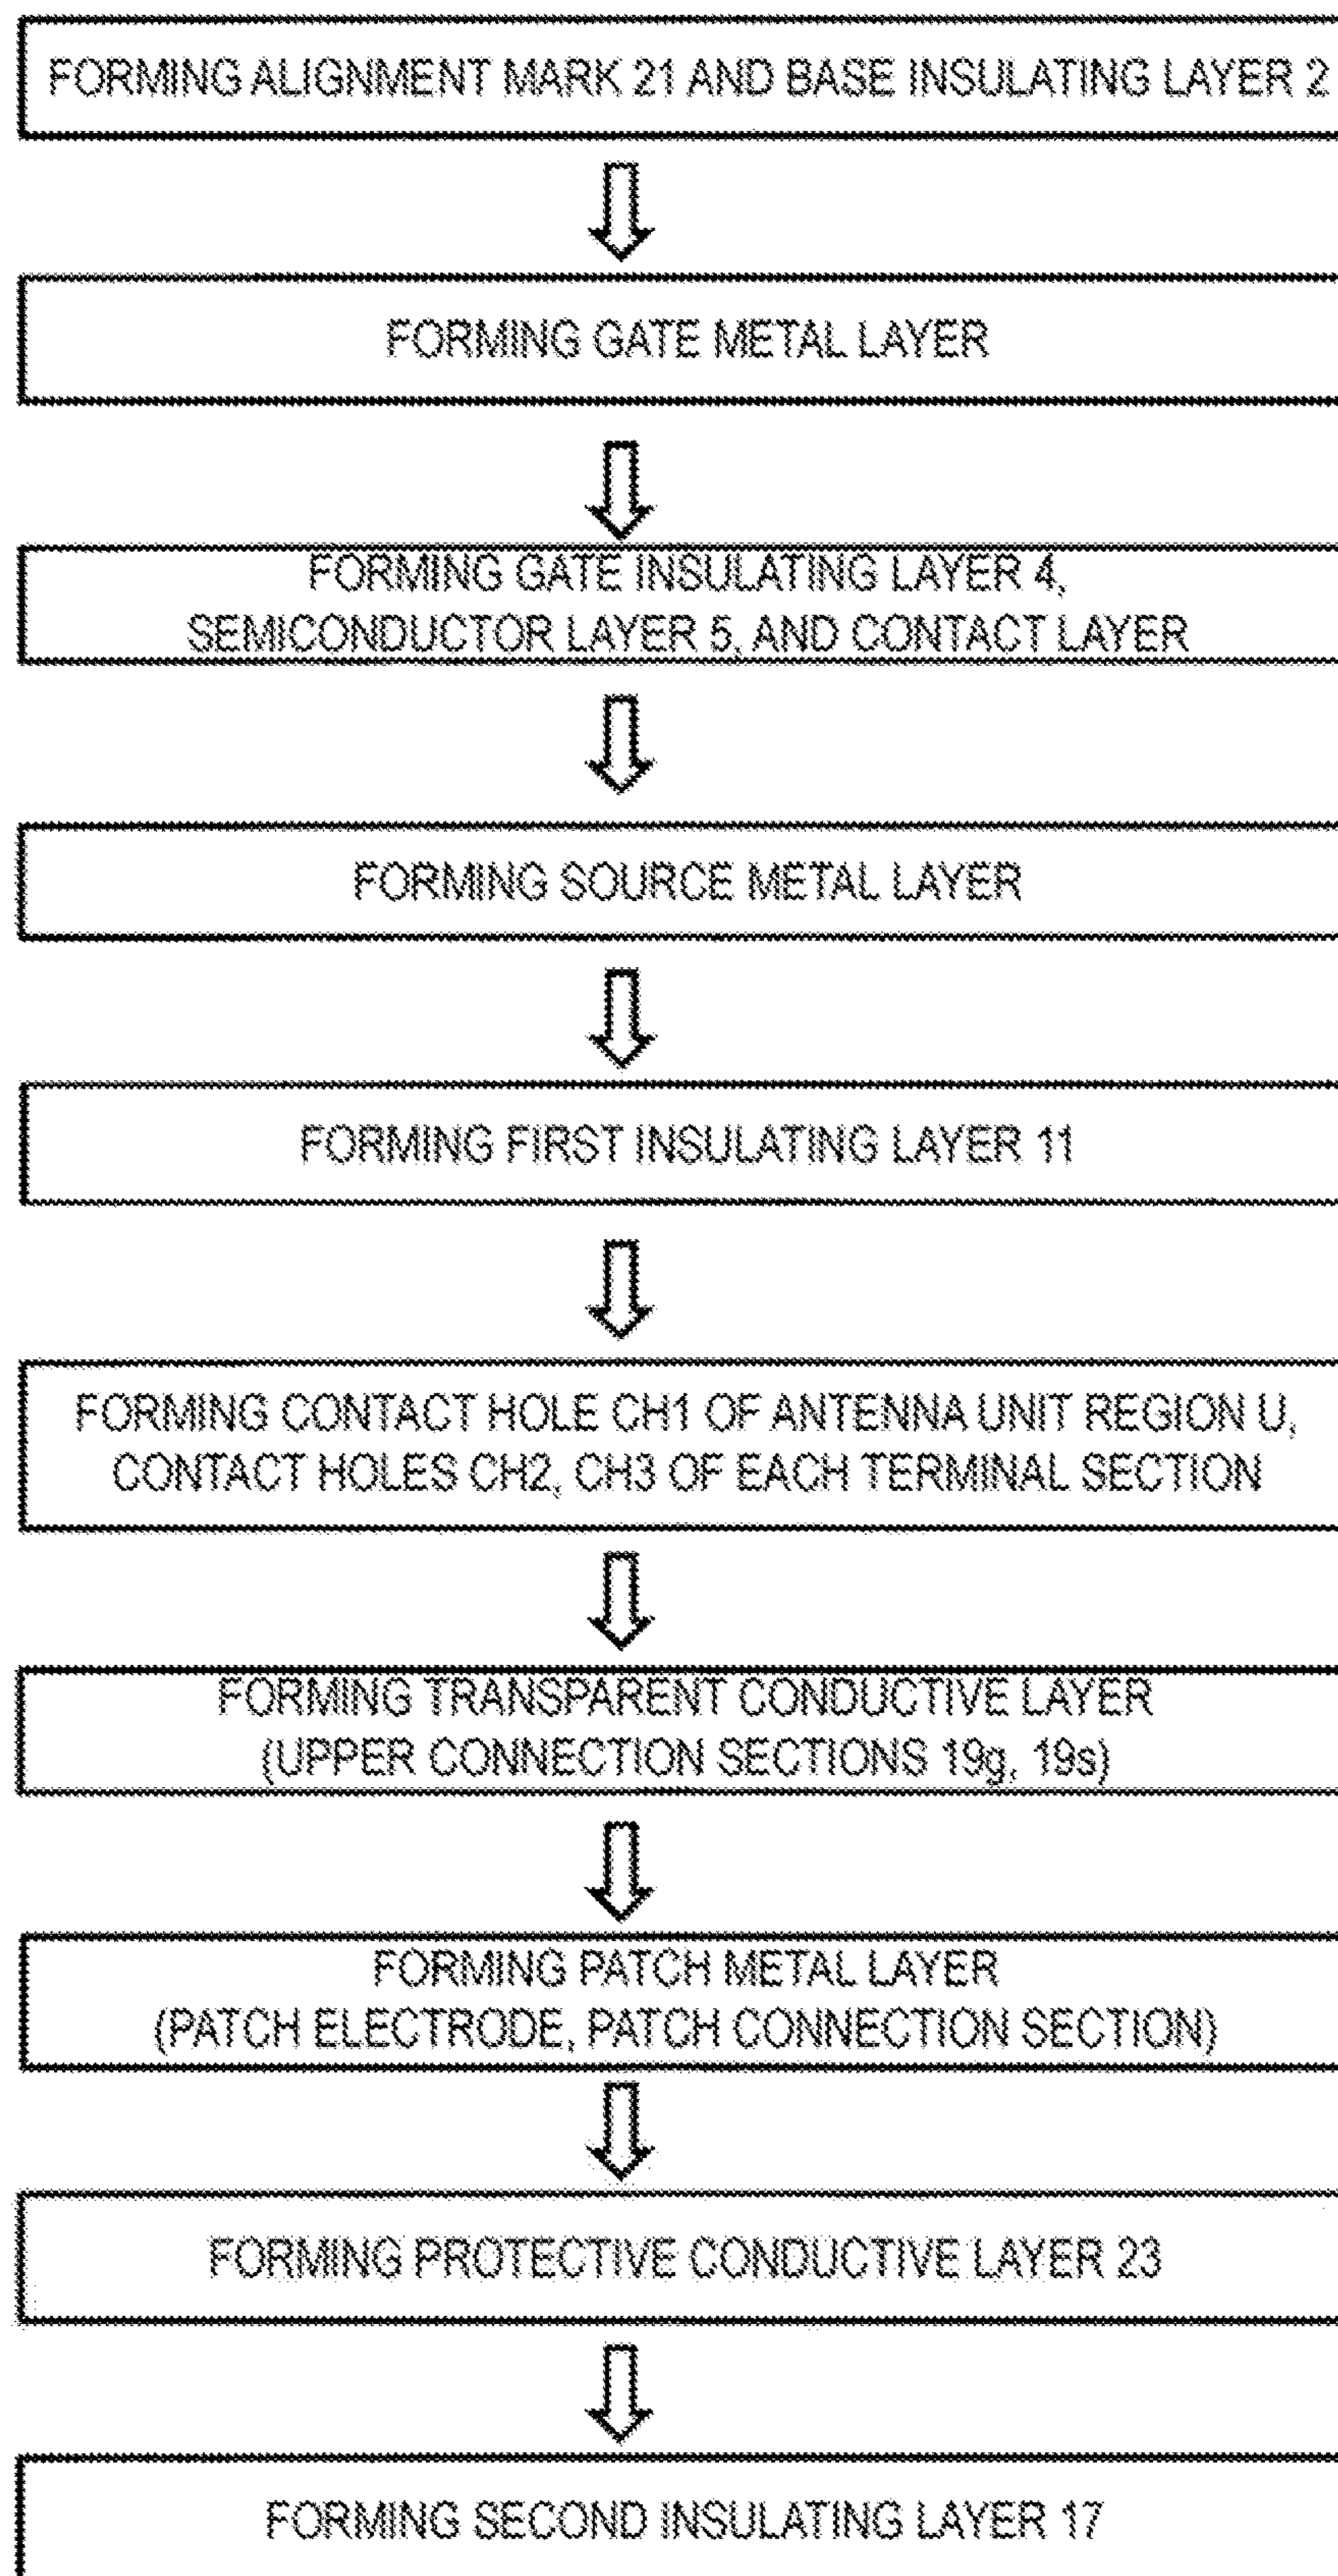 FORMING ALIGNMENT MARK 21 AND BASE INSULATING LAYER 2
FORMING GATE METAL LAYER
FORMING GATE INSULATING LAYER 4,
SEMICONDUCTOR LAYER 5, AND CONTACT LAYER
FORMING SOURCE METAL LAYER
FORMING FIRST INSULATING LAYER 11
FORMING CONTACT HOLE CH1 OF ANTENNA UNIT REGION U,
CONTACT HOLES CH2, CH3 OF EACH TERMINAL SECTION
FORMING TRANSPARENT CONDUCTIVE LAYER
(UPPER CONNECTION SECTIONS 19g, 19s)
FORMING PATCH METAL LAYER
(PATCH ELECTRODE, PATCH CONNECTION SECTION)
FORMING PROTECTIVE CONDUCTIVE LAYER 23
FORMING SECOND INSULATING LAYER 17